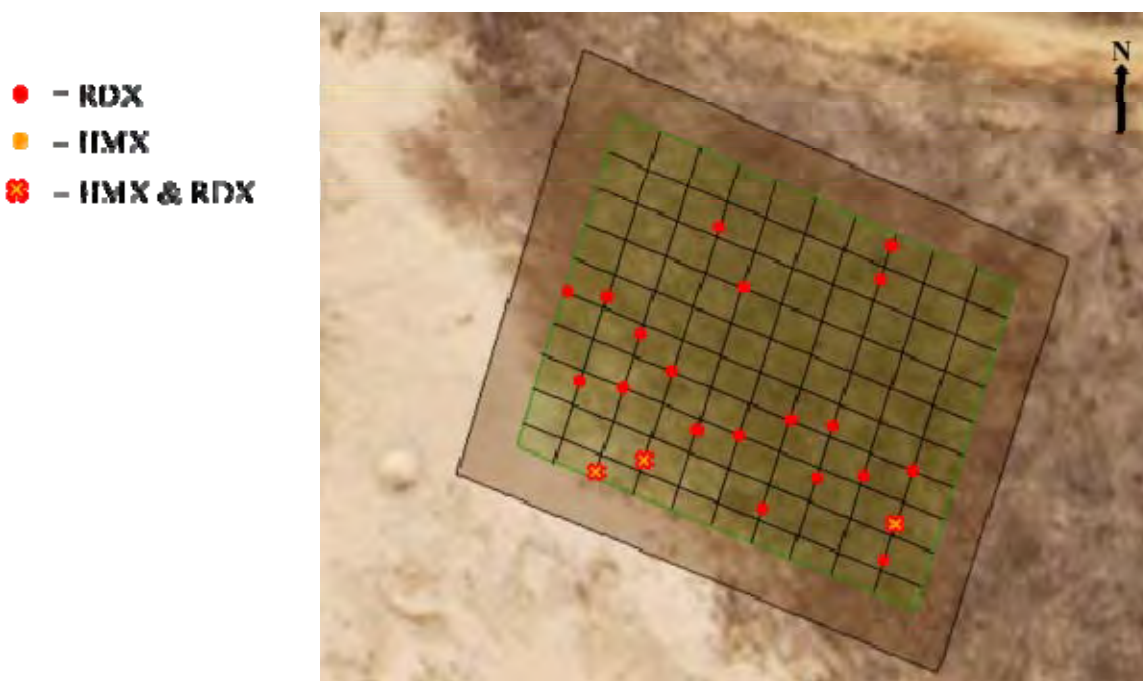 – RDX
– HMX
– HMX & RDX
N